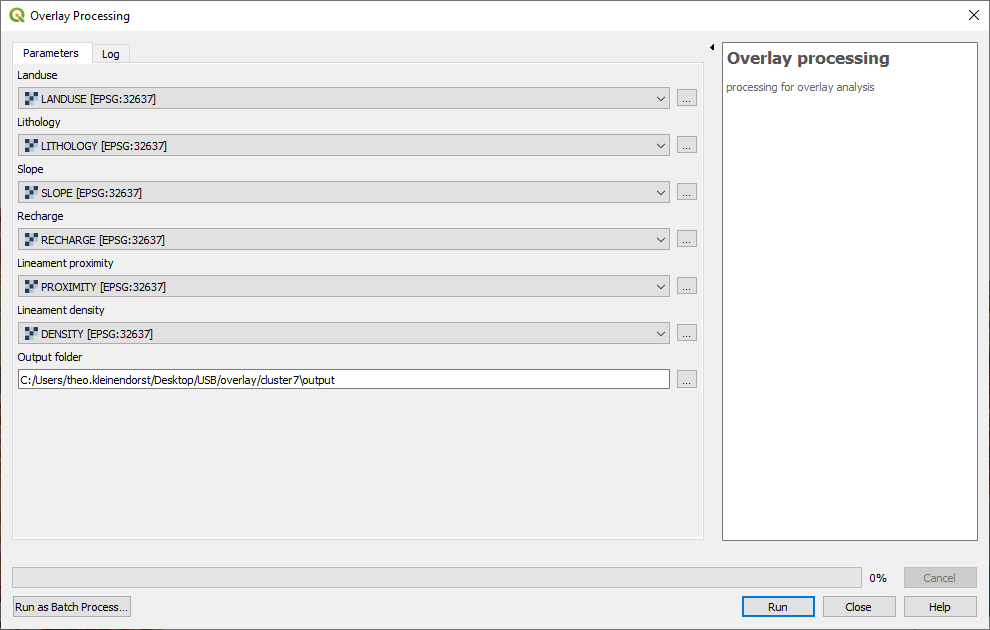 Overlay Processing
Parameters
Log
Landuse
LANDUSE [EPSG:32637]
...
Lithology
LITHOLOGY [EPSG:32637]
...
Slope
SLOPE [EPSG:32637]
...
Recharge
RECHARGE [EPSG:32637]
...
Lineament proximity
PROXIMITY [EPSG:32637]
...
Lineament density
DENSITY [EPSG:32637]
...
Output folder
C:/Users/theo.kleinendorst/Desktop/USB/overlay/cluster7\output
...
Overlay processing
processing for overlay analysis
0%
Cancel
Run as Batch Process...
Run
Close
Help